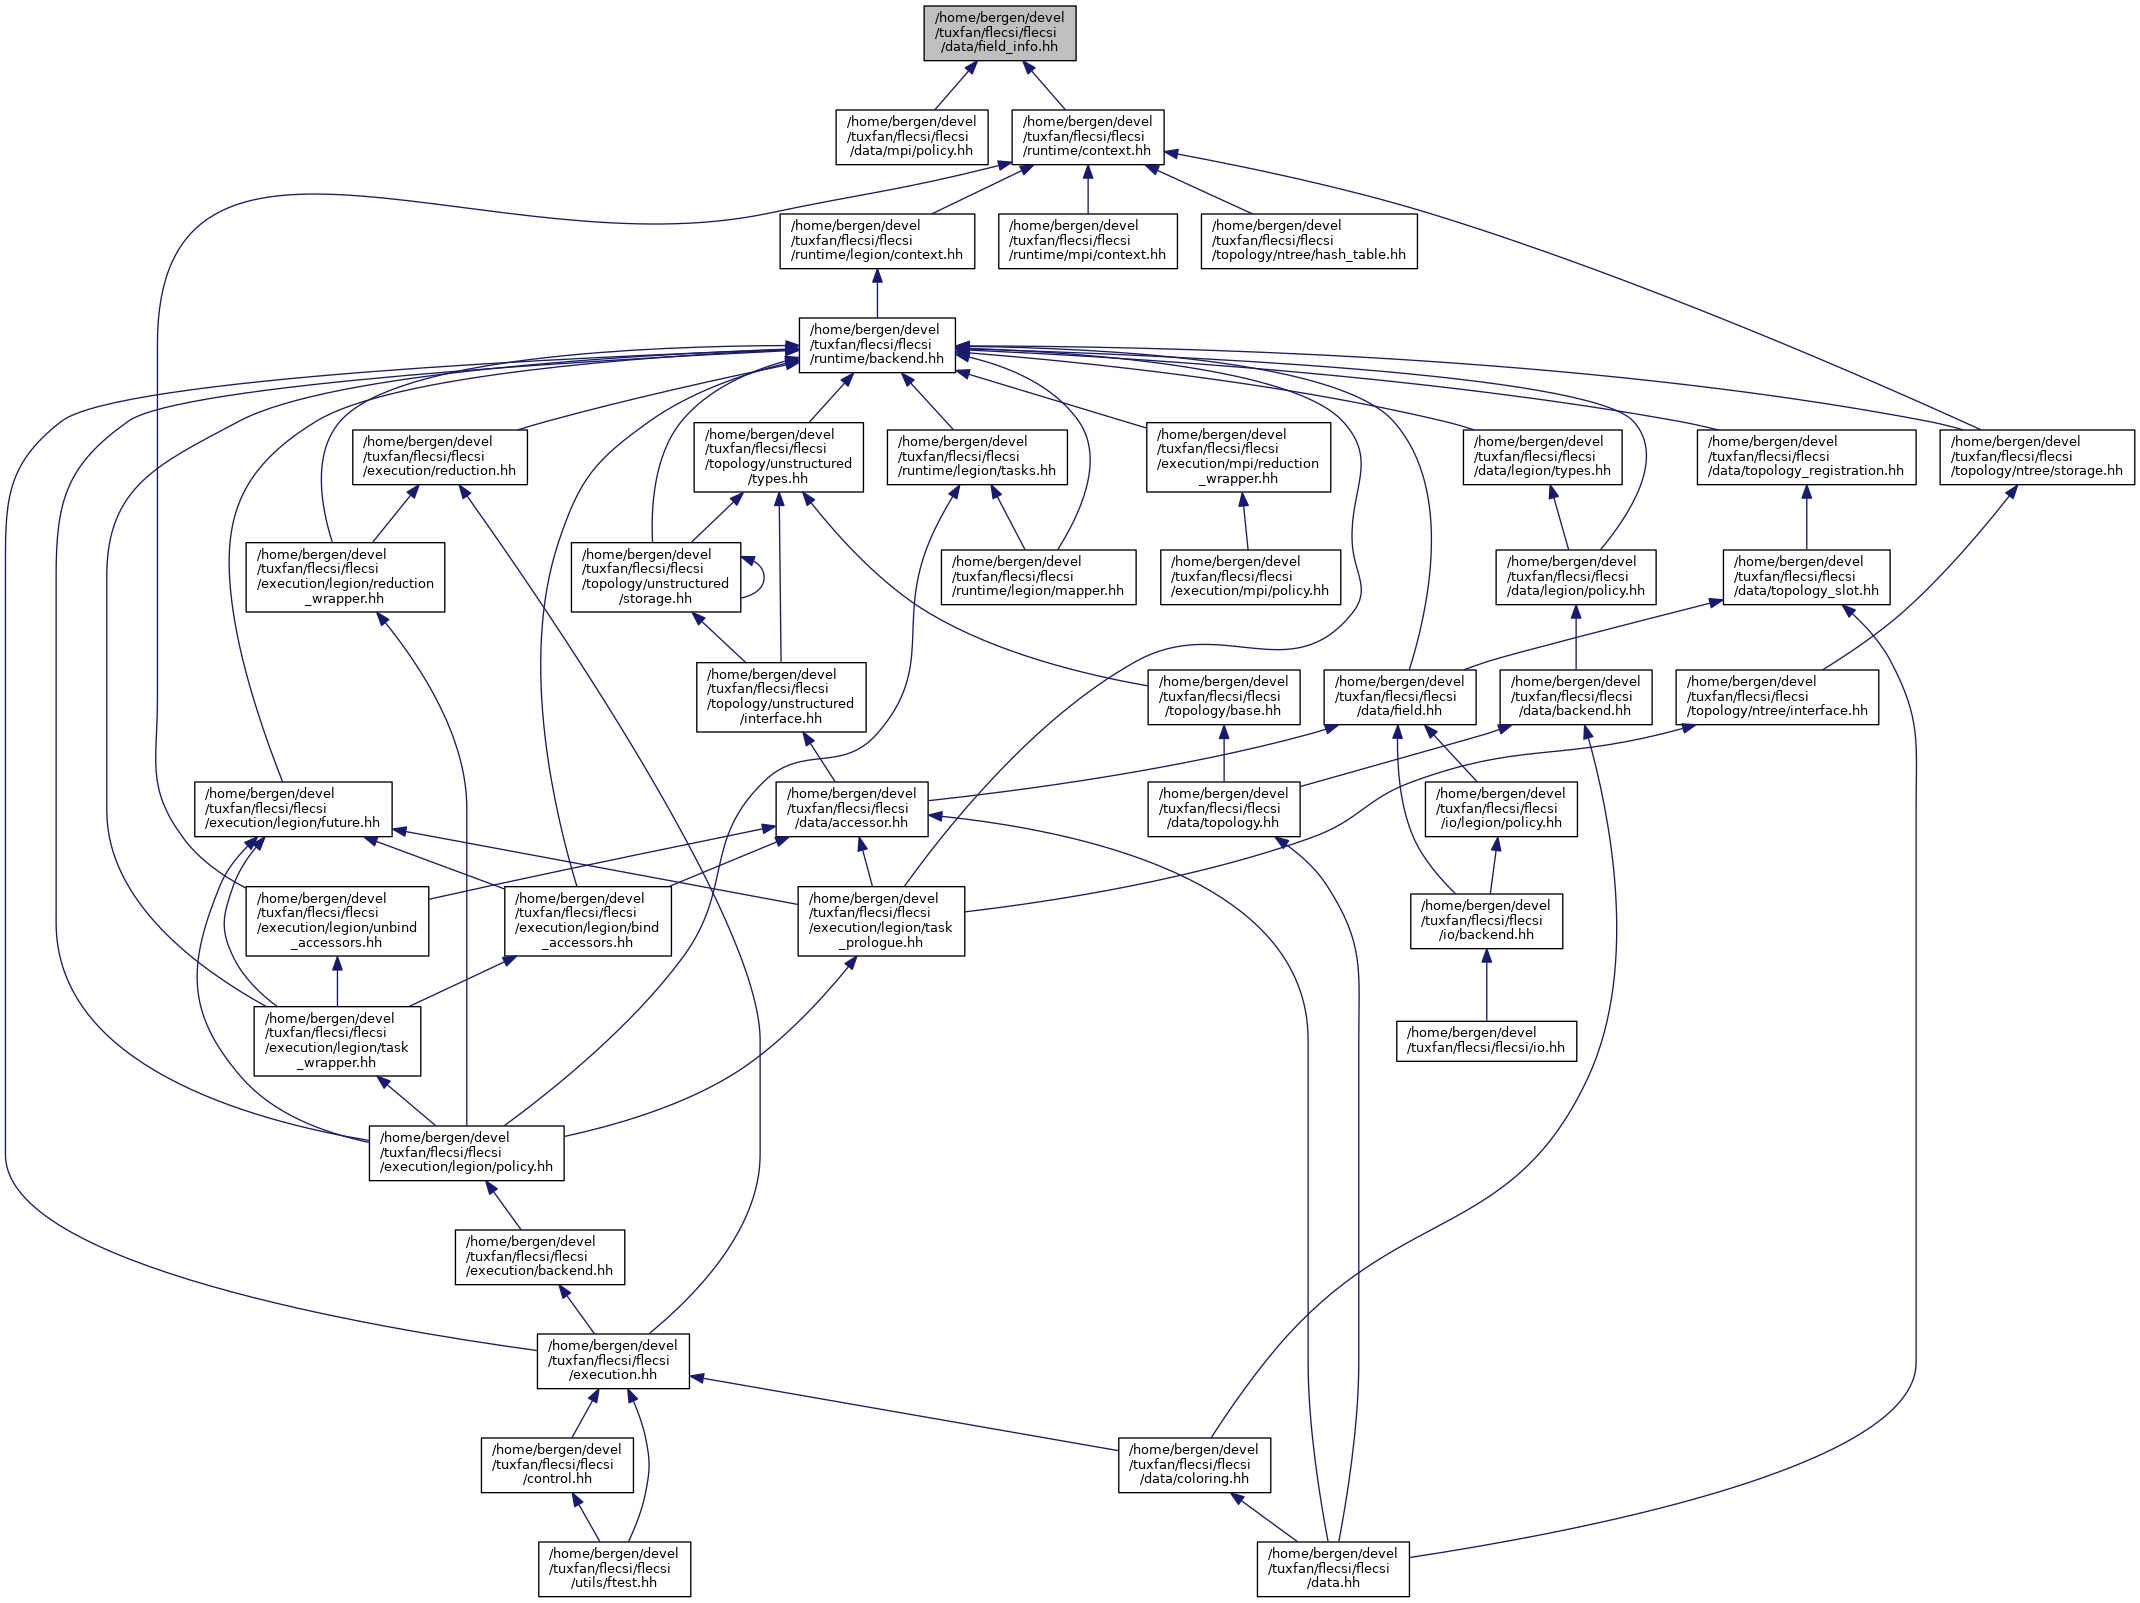 /home/bergen/devel
/tuxfan/flecsi/flecsi
/data/field_info.hh
/home/bergen/devel
/tuxfan/flecsi/flecsi
/data/mpi/policy.hh
/home/bergen/devel
/tuxfan/flecsi/flecsi
/runtime/context.hh
/home/bergen/devel
/tuxfan/flecsi/flecsi
/runtime/legion/context.hh
/home/bergen/devel
/tuxfan/flecsi/flecsi
/runtime/mpi/context.hh
/home/bergen/devel
/tuxfan/flecsi/flecsi
/topology/ntree/hash_table.hh
/home/bergen/devel
/tuxfan/flecsi/flecsi
/runtime/backend.hh
/home/bergen/devel
/tuxfan/flecsi/flecsi
/execution/reduction.hh
/home/bergen/devel
/tuxfan/flecsi/flecsi
/topology/unstructured
/types.hh
/home/bergen/devel
/tuxfan/flecsi/flecsi
/runtime/legion/tasks.hh
/home/bergen/devel
/tuxfan/flecsi/flecsi
/execution/mpi/reduction
_wrapper.hh
/home/bergen/devel
/tuxfan/flecsi/flecsi
/data/legion/types.hh
/home/bergen/devel
/tuxfan/flecsi/flecsi
/data/topology_registration.hh
/home/bergen/devel
/tuxfan/flecsi/flecsi
/topology/ntree/storage.hh
/home/bergen/devel
/tuxfan/flecsi/flecsi
/execution/legion/reduction
_wrapper.hh
/home/bergen/devel
/tuxfan/flecsi/flecsi
/topology/unstructured
/storage.hh
/home/bergen/devel
/tuxfan/flecsi/flecsi
/runtime/legion/mapper.hh
/home/bergen/devel
/tuxfan/flecsi/flecsi
/execution/mpi/policy.hh
/home/bergen/devel
/tuxfan/flecsi/flecsi
/data/legion/policy.hh
/home/bergen/devel
/tuxfan/flecsi/flecsi
/data/topology_slot.hh
/home/bergen/devel
/tuxfan/flecsi/flecsi
/topology/unstructured
/interface.hh
/home/bergen/devel
/tuxfan/flecsi/flecsi
/topology/base.hh
/home/bergen/devel
/tuxfan/flecsi/flecsi
/data/field.hh
/home/bergen/devel
/tuxfan/flecsi/flecsi
/data/backend.hh
/home/bergen/devel
/tuxfan/flecsi/flecsi
/topology/ntree/interface.hh
/home/bergen/devel
/tuxfan/flecsi/flecsi
/execution/legion/future.hh
/home/bergen/devel
/tuxfan/flecsi/flecsi
/data/accessor.hh
/home/bergen/devel
/tuxfan/flecsi/flecsi
/data/topology.hh
/home/bergen/devel
/tuxfan/flecsi/flecsi
/io/legion/policy.hh
/home/bergen/devel
/tuxfan/flecsi/flecsi
/execution/legion/unbind
_accessors.hh
/home/bergen/devel
/tuxfan/flecsi/flecsi
/execution/legion/bind
_accessors.hh
/home/bergen/devel
/tuxfan/flecsi/flecsi
/execution/legion/task
_prologue.hh
/home/bergen/devel
/tuxfan/flecsi/flecsi
/io/backend.hh
/home/bergen/devel
/tuxfan/flecsi/flecsi
/execution/legion/task
_wrapper.hh
/home/bergen/devel
/tuxfan/flecsi/flecsi/io.hh
/home/bergen/devel
/tuxfan/flecsi/flecsi
/execution/legion/policy.hh
/home/bergen/devel
/tuxfan/flecsi/flecsi
/execution/backend.hh
/home/bergen/devel
/tuxfan/flecsi/flecsi
/execution.hh
/home/bergen/devel
/tuxfan/flecsi/flecsi
/control.hh
/home/bergen/devel
/tuxfan/flecsi/flecsi
/data/coloring.hh
/home/bergen/devel
/tuxfan/flecsi/flecsi
/utils/ftest.hh
/home/bergen/devel
/tuxfan/flecsi/flecsi
/data.hh